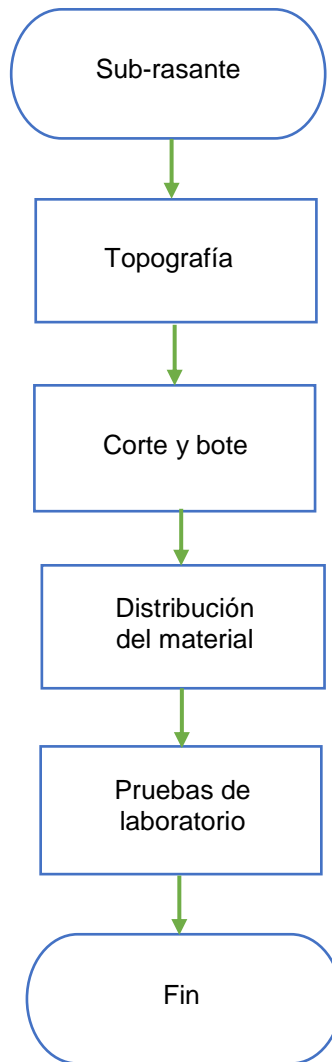 Sub-rasante
Topografía
Corte y bote
Distribución
del material
Pruebas de
laboratorio
Fin